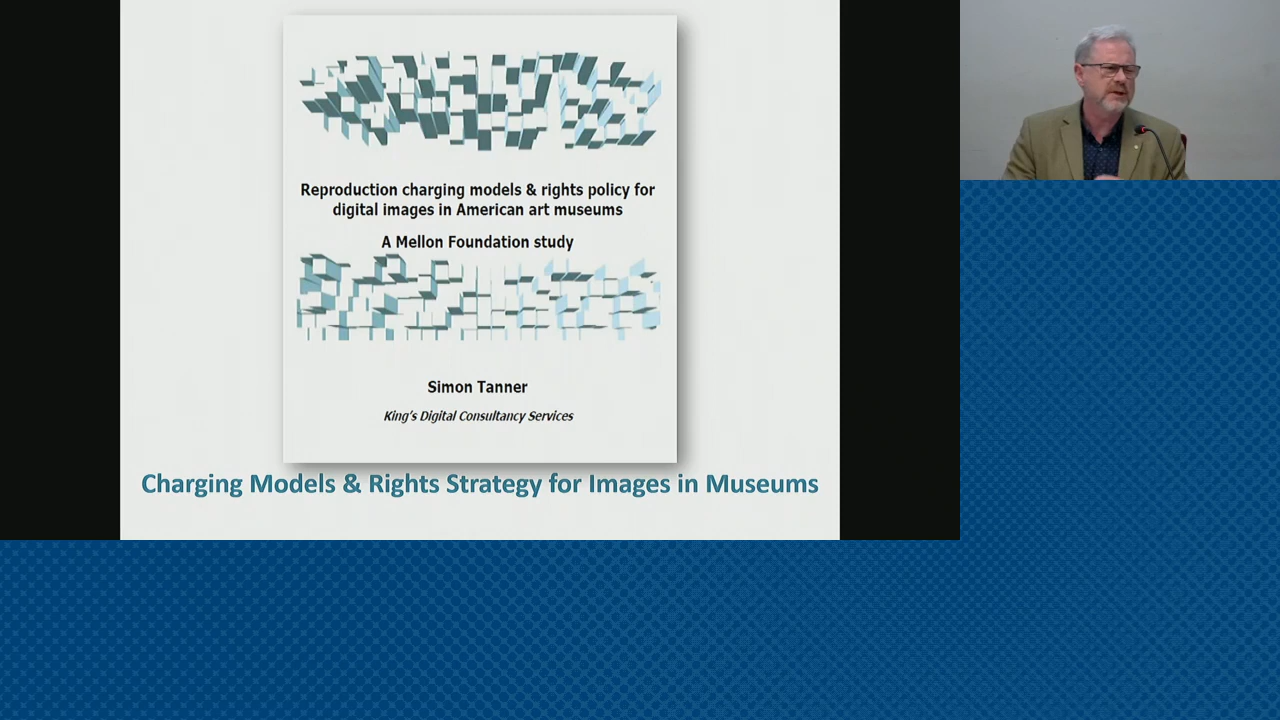 Reproduction charging models & rights policy for
digital images in American art museums
A Mellon Foundation study
Simon Tanner
King's Digital Consultancy Services
Charging Models & Rights Strategy for Images in Museums